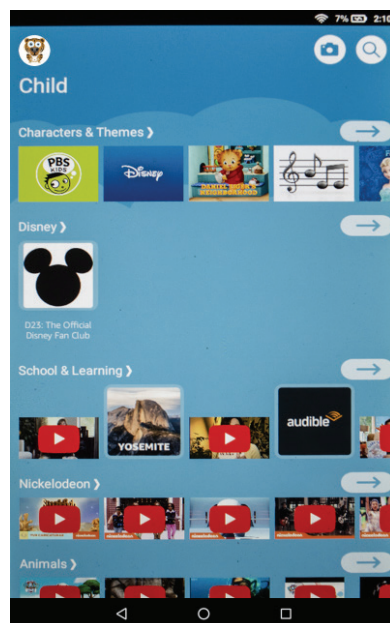 7% 2:10
Child
Characters & Themes ❯
PBS
KIDS
Disney
DANIEL TIGER'S
NEIGHBORHOOD
Disney ❯
D23: The Official
Disney Fan Club
School & Learning ❯
YOSEMITE
audible
Nickelodeon ❯
Animals ❯